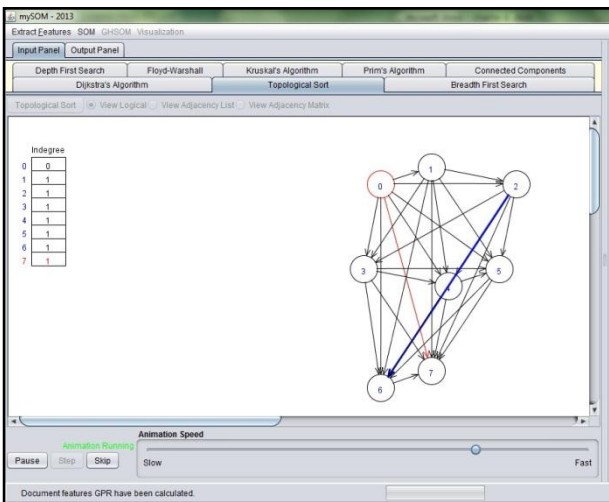 mySOM - 2013
Extract Features SOM GHSOM Visualization
Input Panel Output Panel
Depth First Search Floyd-Warshall Kruskal's Algorithm Prim's Algorithm Connected Components
Dijkstra's Algorithm Topological Sort Breadth First Search
Topological Sort View Logical View Adjacency List View Adjacency Matrix
Indegree
0 0
1 1
2 1
3 1
4 1
5 1
6 1
7 1
1
0 2
3 5
4
7
6
Animation Speed
Animation Running
Pause Step Skip Slow Fast
Document features GPR have been calculated.